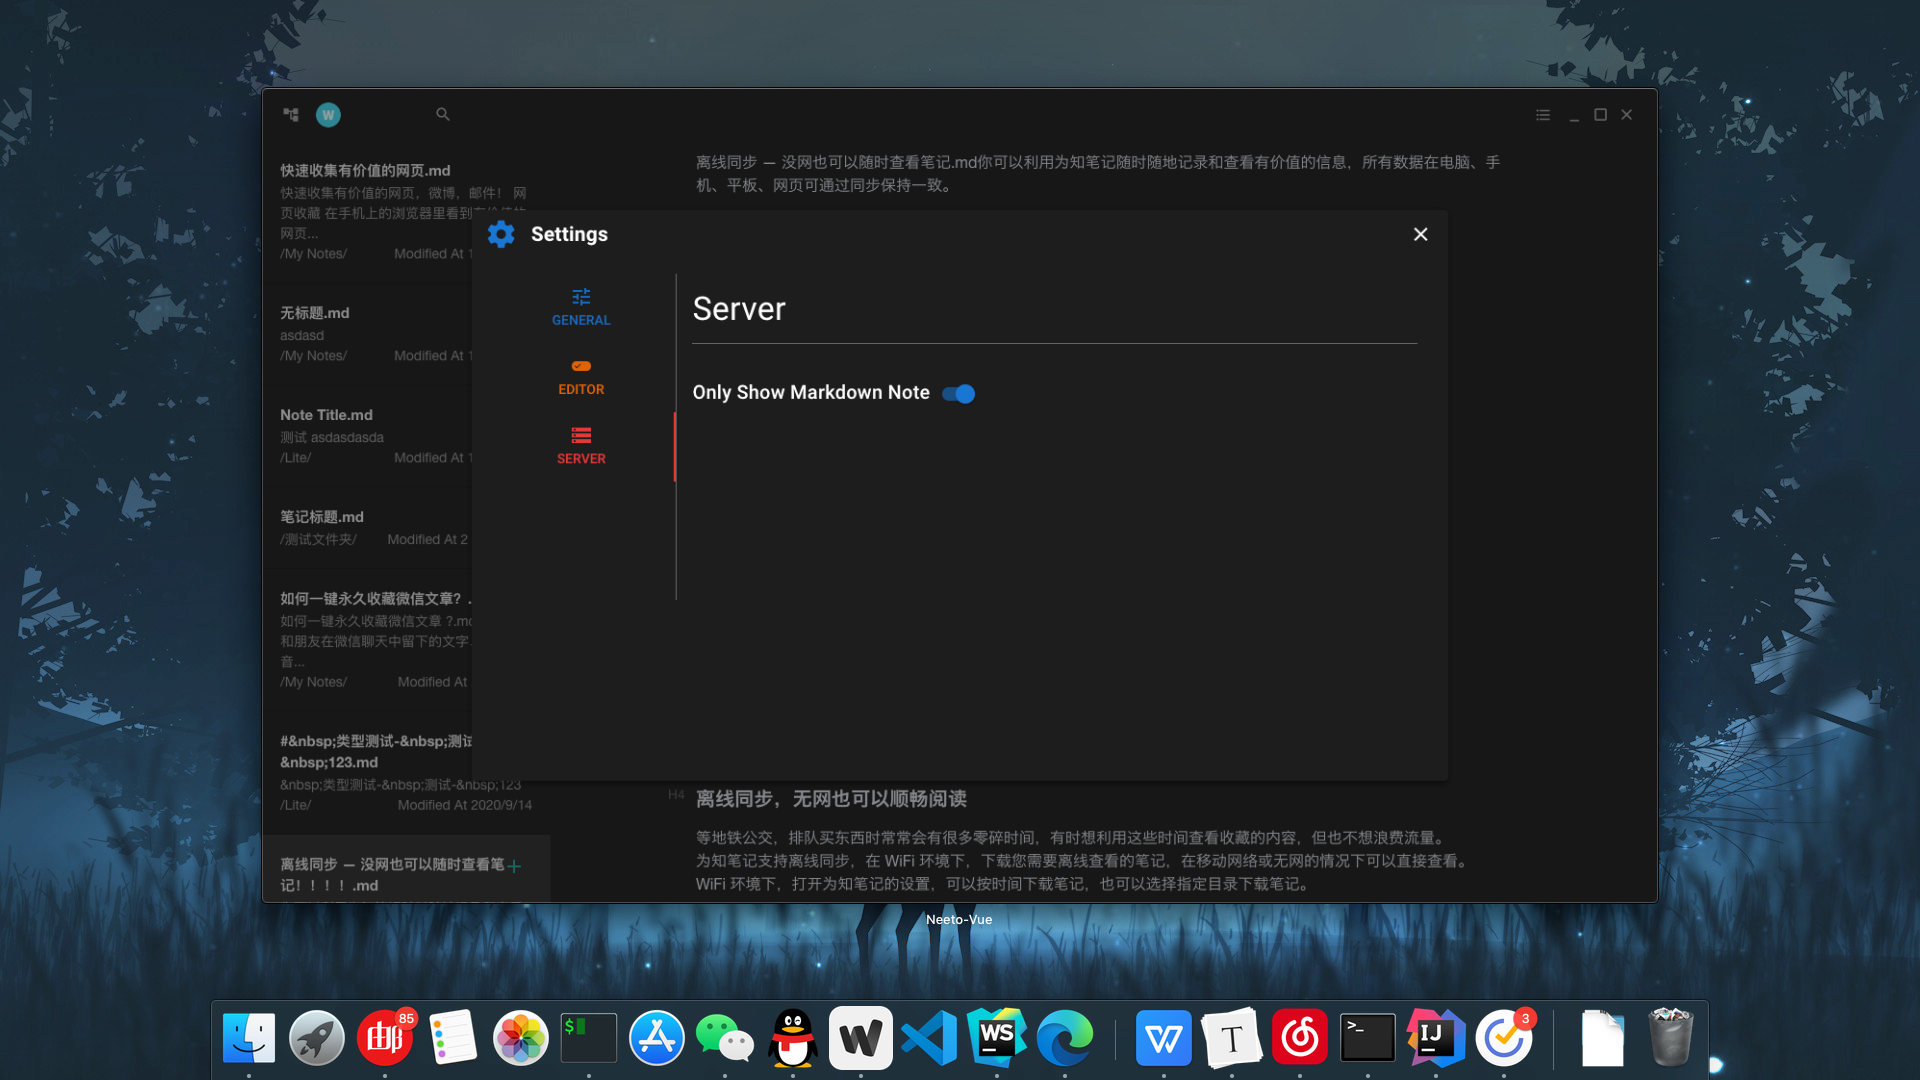 W
快速收集有价值的网页.md
快速收集有价值的网页，微博，邮件！ 网
页收藏 在手机上的浏览器里看到有价值的
网页...
/My Notes/ Modified At 1
无标题.md
asdasd
/My Notes/ Modified At 1
Note Title.md
测试 asdasdasda
/Lite/ Modified At 1
笔记标题.md
/测试文件夹/ Modified At 2
如何一键永久收藏微信文章？.
如何一键永久收藏微信文章 ?.md
和朋友在微信聊天中留下的文字
音...
/My Notes/ Modified At
#&nbsp;类型测试-&nbsp;测试
&nbsp;123.md
&nbsp;类型测试-&nbsp;测试-&nbsp;123
/Lite/ Modified At 2020/9/14
离线同步 — 没网也可以随时查看笔
记！！！！.md
离线同步 — 没网也可以随时查看笔记.md你可以利用为知笔记随时随地记录和查看有价值的信息，所有数据在电脑、手
机、平板、网页可通过同步保持一致。
Settings
GENERAL
EDITOR
SERVER
Server
Only Show Markdown Note
H4 离线同步，无网也可以顺畅阅读
等地铁公交，排队买东西时常常会有很多零碎时间，有时想利用这些时间查看收藏的内容，但也不想浪费流量。
为知笔记支持离线同步，在 WiFi 环境下，下载您需要离线查看的笔记，在移动网络或无网的情况下可以直接查看。
WiFi 环境下，打开为知笔记的设置，可以按时间下载笔记，也可以选择指定目录下载笔记。
Neeto-Vue
邮 85
$
W
WS
W
T
>_
IJ
3